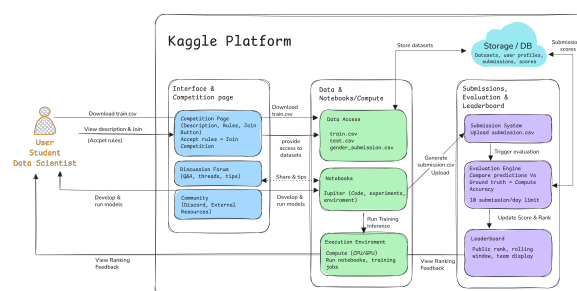 Kaggle Platform
Storage / DB
Datasets, user profiles,
submissions, scores
Store datasets
Submission
scores
Interface &
Competition page
Data &
Notebooks/Compute
Submissions,
Evaluation &
Leaderboard
Download train.csv
Download
train.csv
Competition Page
(Description, Rules, Join
Button)
Accept rules → Join
Competition
Data Access
train.csv
test.csv
gender_submission.csv
Submission System
Upload submission.csv
View description & Join
(Accpet rules)
provide
access to
datasets
Trigger evaluation
User
Student
Data Scientist
Discussion Forum
(Q&A, threads, tips)
Share & tips
Notebooks
Jupiter (Code, experiments,
enviroment)
Generate
submission.csv
Upload
Evaluation Engine
Compare predictions Vs
Ground truth → Compute
Accuracy
10 submission/day limit
Develop &
run models
Community
(Discord, External
Resources)
Develop &
run models
Run Training
Inference
Update Score & Rank
Execution Enviroment
Compute (CPU/GPU)
Run notebooks, training
jobs
Leaderboard
Public rank, rolling
window, team display
View Ranking
Feedback
View Ranking
Feedback